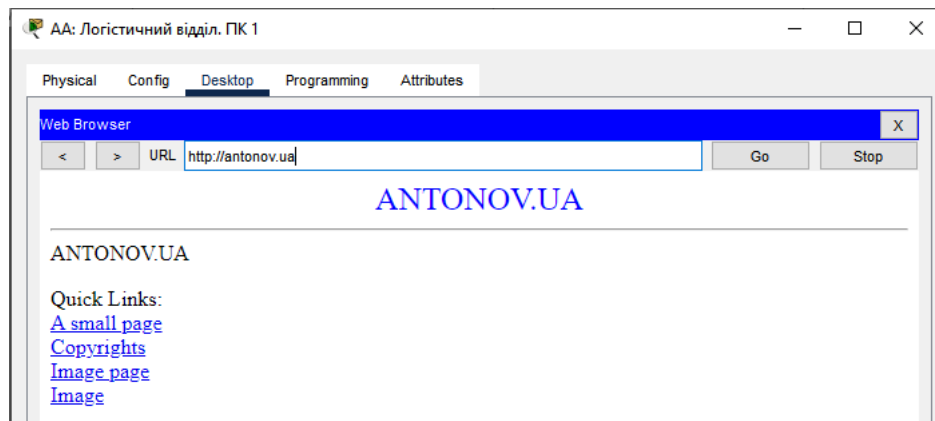 АА: Логістичний відділ. ПК 1
Physical Config Desktop Programming Attributes
Web Browser X
< > URL http://antonov.ua Go Stop
ANTONOV.UA
ANTONOV.UA
Quick Links:
A small page
Copyrights
Image page
Image